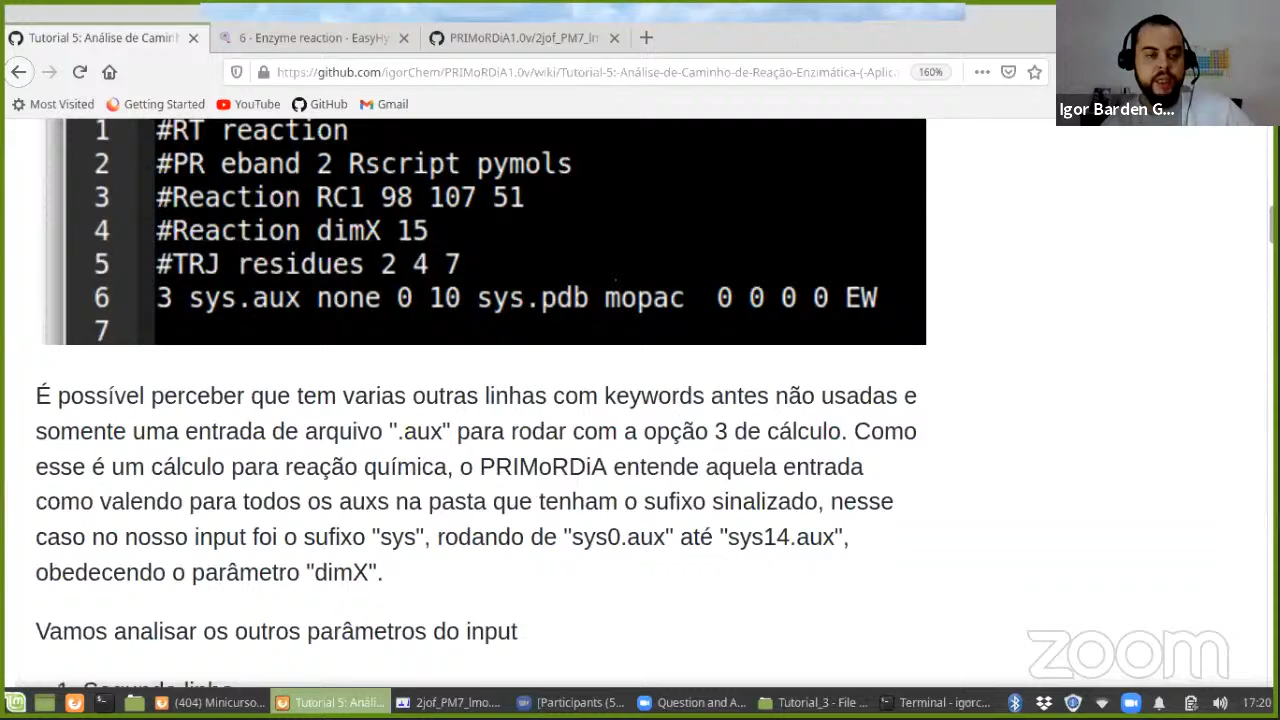 Tutorial 5: Análise de Camin
6 - Enzyme reaction - EasyHy
PRIMoRDiA1.0v/2jof_PM7_lm
https://github.com/igorChem/PRIMoRDiA1.0v/wiki/Tutorial-5:-Análise-de-Caminho-de-Reação-Enzimática-(-Aplic
160%
Most Visited
Getting Started
YouTube
GitHub
Gmail
Igor Barden G...
1 #RT reaction
2 #PR eband 2 Rscript pymols
3 #Reaction RC1 98 107 51
4 #Reaction dimX 15
5 #TRJ residues 2 4 7
6 3 sys.aux none 0 10 sys.pdb mopac 0 0 0 0 EW
7
É possível perceber que tem varias outras linhas com keywords antes não usadas e
somente uma entrada de arquivo ".aux" para rodar com a opção 3 de cálculo. Como
esse é um cálculo para reação química, o PRIMoRDiA entende aquela entrada
como valendo para todos os auxs na pasta que tenham o sufixo sinalizado, nesse
caso no nosso input foi o sufixo "sys", rodando de "sys0.aux" até "sys14.aux",
obedecendo o parâmetro "dimX".
Vamos analisar os outros parâmetros do input
1. Segunda linha
zoom
(404) Minicurso...
Tutorial 5: Análi...
2jof_PM7_lmo....
[Participants (5...
Question and A...
Tutorial_3 - File ...
Terminal - igorc...
17:20